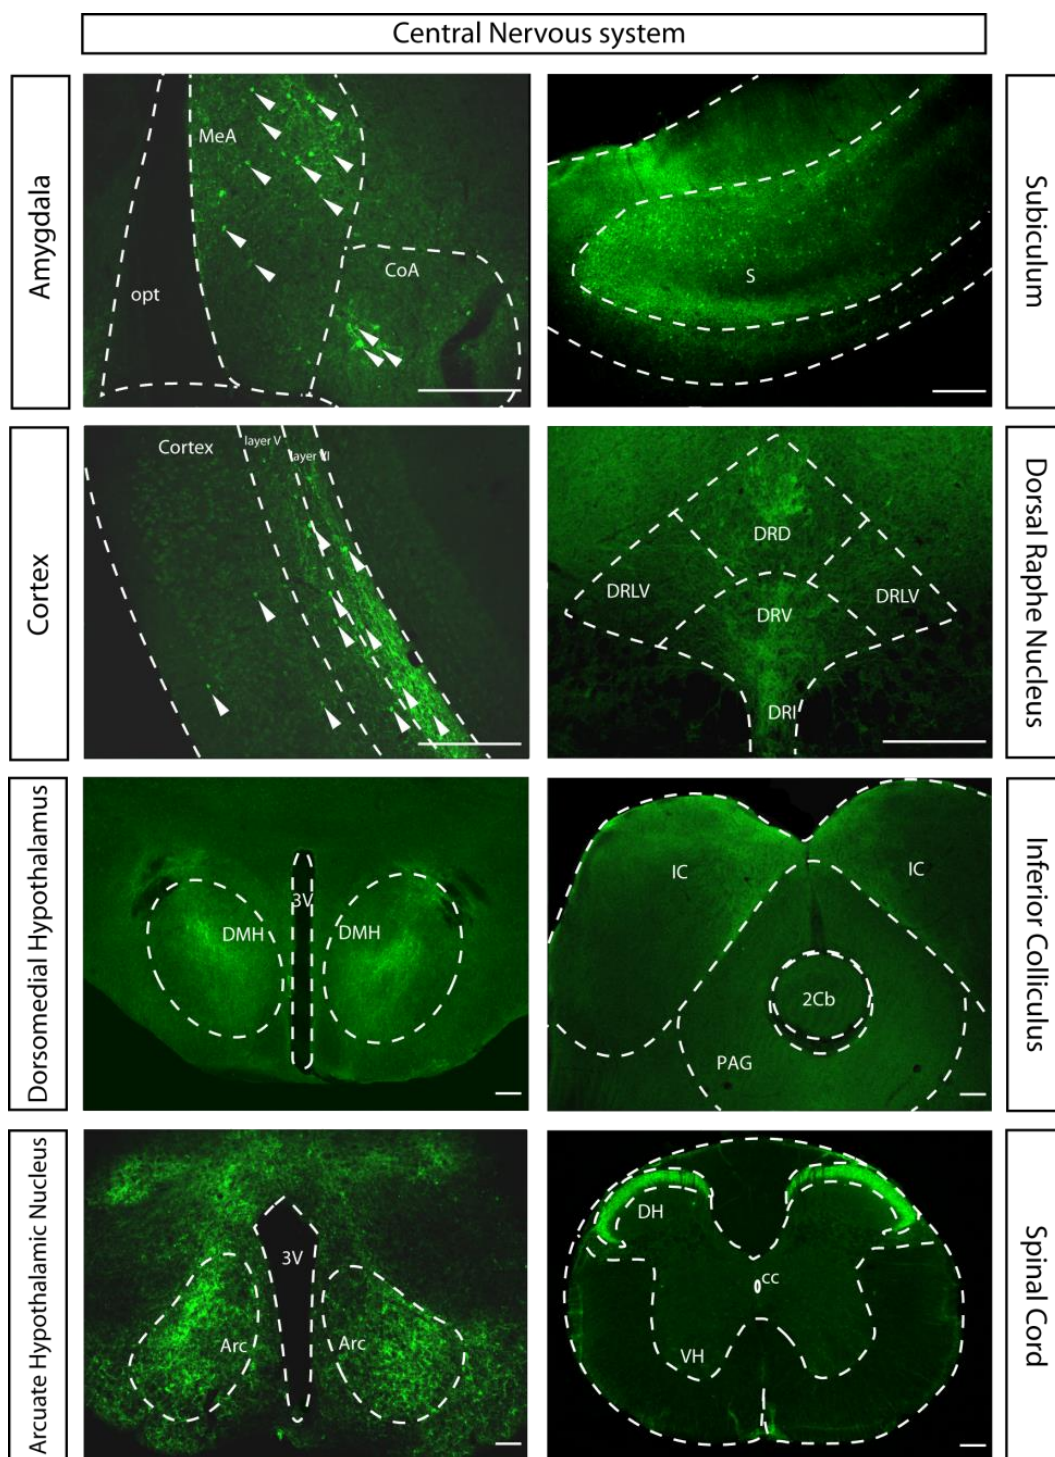 Central Nervous system
Amygdala
MeA
opt
CoA
Subiculum
S
Cortex
Cortex
layer V
layer VI
Dorsal Raphe Nucleus
DRD
DRLV
DRV
DRLV
DRI
Dorsomedial Hypothalamus
3V
DMH
DMH
Inferior Colliculus
IC
IC
2Cb
PAG
Arcuate Hypothalamic Nucleus
3V
Arc
Arc
Spinal Cord
DH
cc
VH